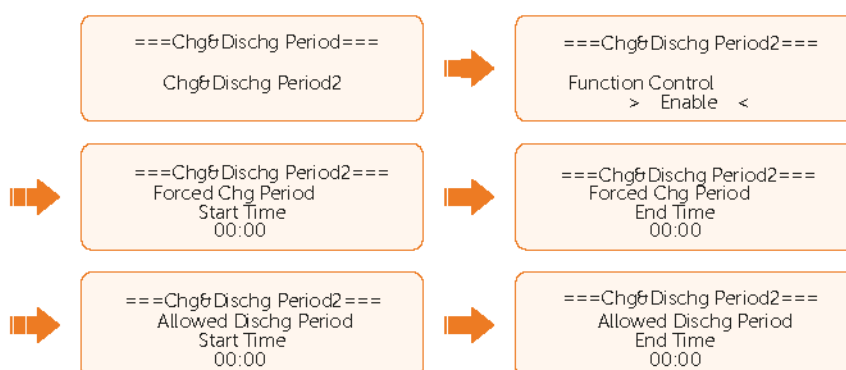 ===Chg&Dischg Period===
Chg&Dischg Period2
===Chg&Dischg Period2===
Function Control
> Enable <
===Chg&Dischg Period2===
Forced Chg Period
Start Time
00:00
===Chg&Dischg Period2===
Forced Chg Period
End Time
00:00
===Chg&Dischg Period2===
Allowed Dischg Period
Start Time
00:00
===Chg&Dischg Period2===
Allowed Dischg Period
End Time
00:00